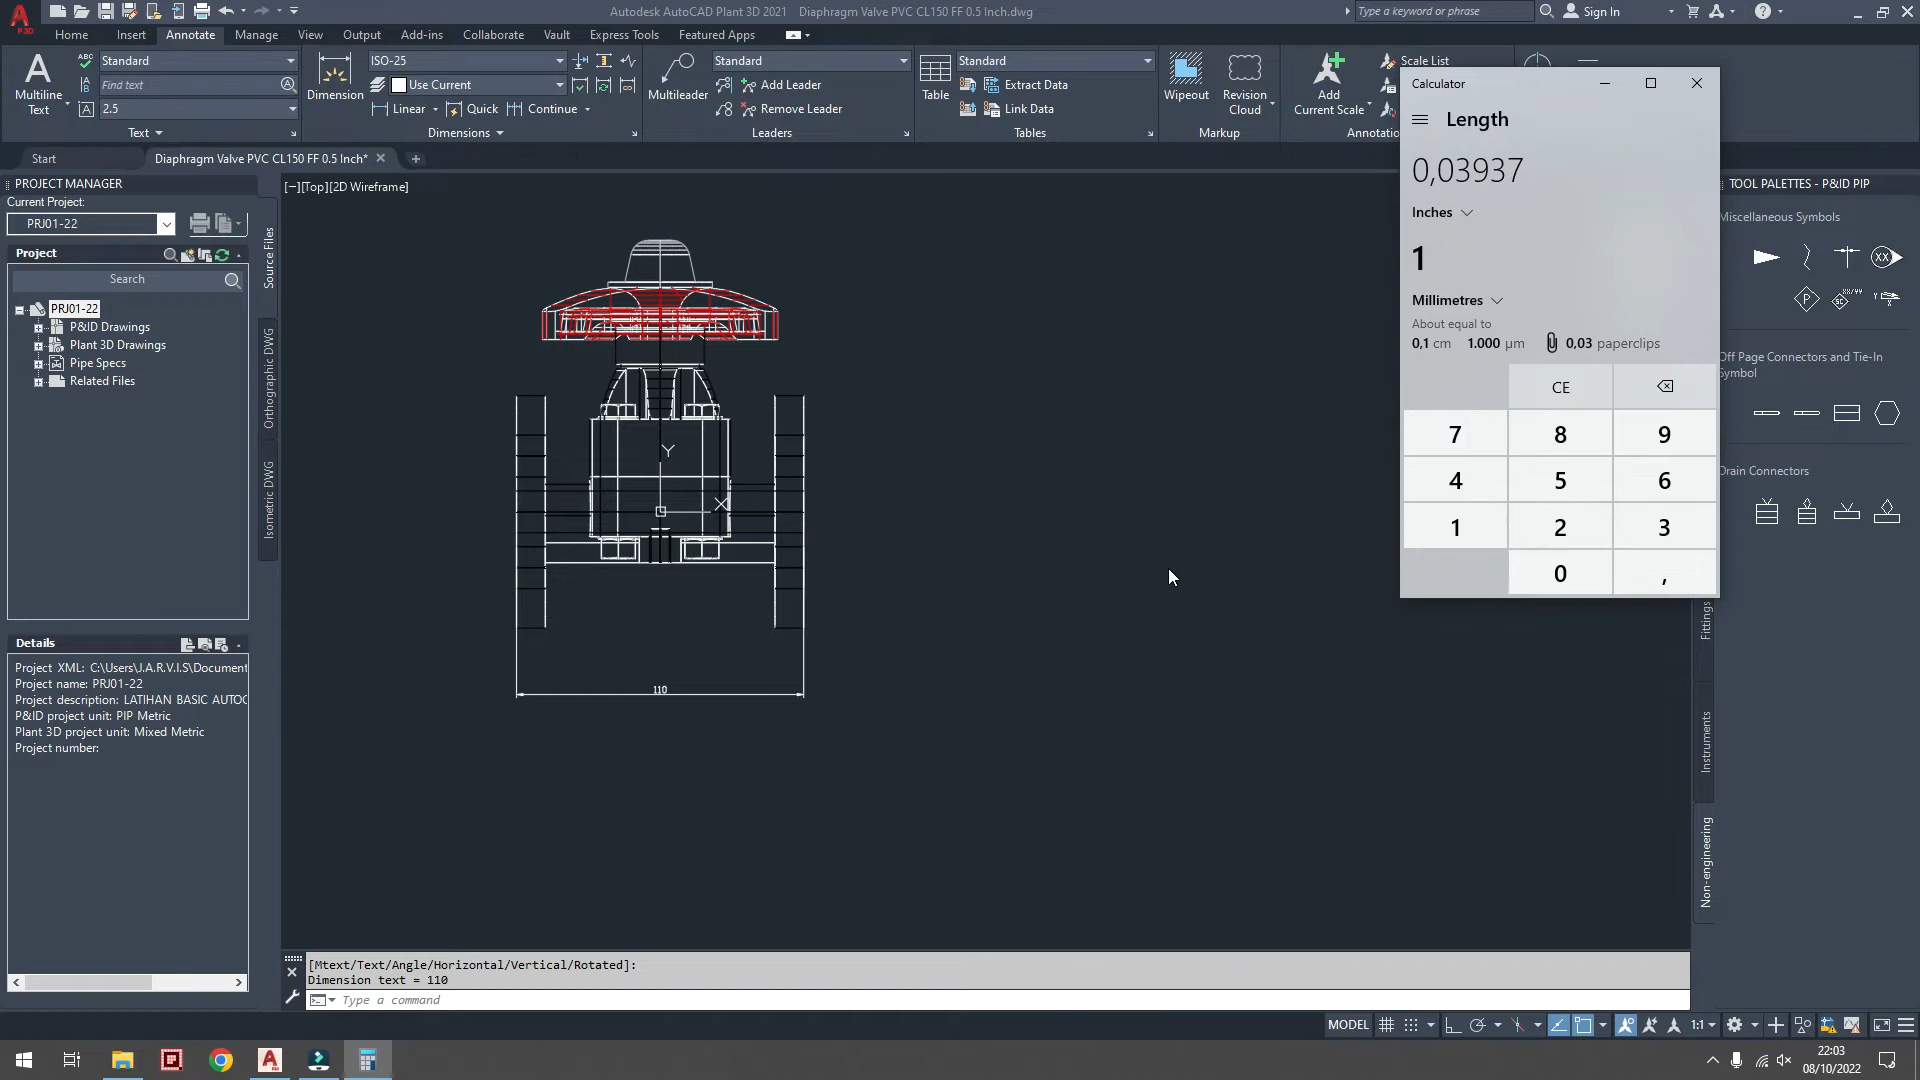 Autodesk AutoCAD Plant 3D 2021 Diaphragm Valve PVC CL150 FF 0.5 Inch.dwg
Type a keyword or phrase
Sign In
P3D
Home Insert Annotate Manage View Output Add-ins Collaborate Vault Express Tools Featured Apps
Multiline
Text
ABC
Standard
Find text
2.5
Text
Dimension
ISO-25
Use Current
Linear
Quick
Continue
Dimensions
Multileader
Standard
Add Leader
Remove Leader
Leaders
Table
Standard
Extract Data
Link Data
Tables
Wipeout
Revision
Cloud
Markup
Add
Current Scale
Scale List
Start
Diaphragm Valve PVC CL150 FF 0.5 Inch*
PROJECT MANAGER
Current Project:
PRJ01-22
Project
Search
PRJ01-22
P&ID Drawings
Plant 3D Drawings
Pipe Specs
Related Files
Source Files
Orthographic DWG
Isometric DWG
Details
Project XML: C:\Users\J.A.R.V.I.S\Document
Project name: PRJ01-22
Project description: LATIHAN BASIC AUTOC
P&ID project unit: PIP Metric
Plant 3D project unit: Mixed Metric
Project number:
[−][Top][2D Wireframe]
Y
X
110
Calculator
Length
0,03937
Inches
1
Millimetres
About equal to
0,1 cm 1.000 μm 0,03 paperclips
CE
7 8 9
4 5 6
1 2 3
0 ,
TOOL PALETTES - P&ID PIP
Miscellaneous Symbols
XX
P
Off Page Connectors and Tie-In
Symbol
Drain Connectors
Fittings
Instruments
Non-engineering
[Mtext/Text/Angle/Horizontal/Vertical/Rotated]:
Dimension text = 110
Type a command
MODEL
1:1
22:03
08/10/2022